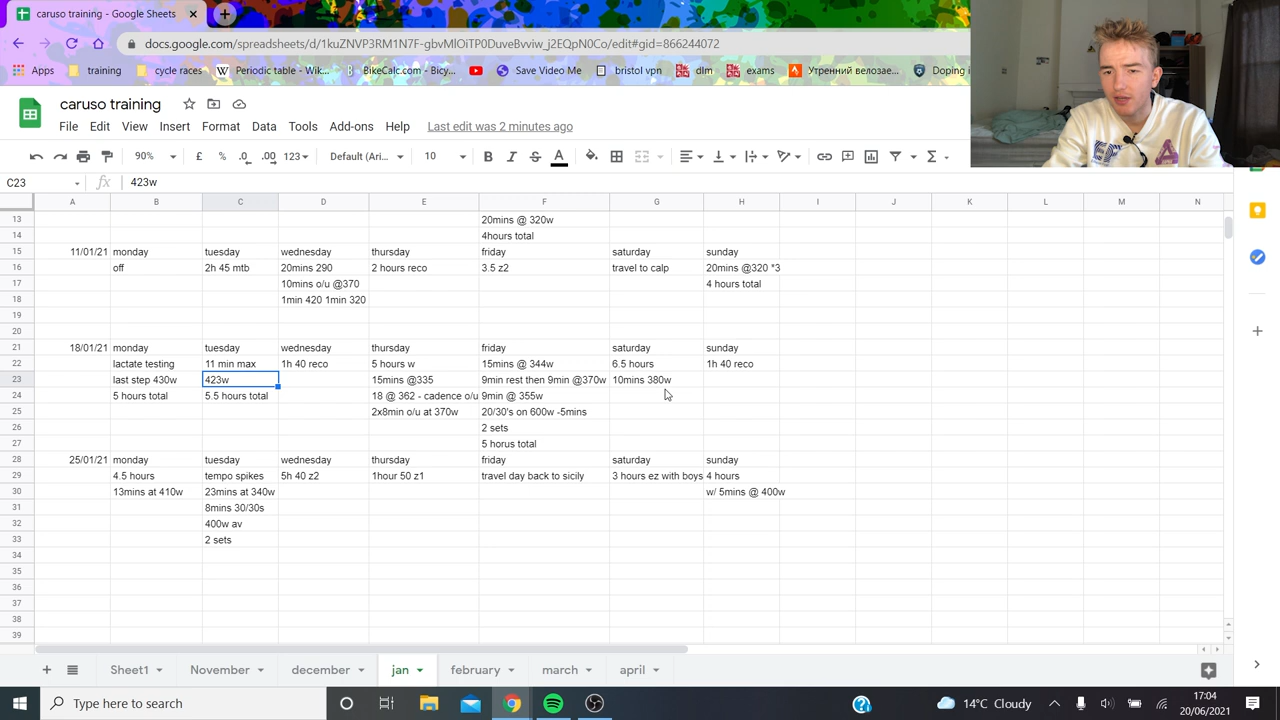 caruso training - Google Sheets
docs.google.com/spreadsheets/d/1kuZNVP3RM1N7F-gbvMlOiTP0DuveBvviw_j2EQpN0Co/edit#gid=866244072
Apps training cycle races Periodic table - Wik... BikeCalc.com - Bicy... Save Video Me bristol vpn dlm exams Утренний велозае... Doping i
caruso training
File Edit View Insert Format Data Tools Add-ons Help Last edit was 2 minutes ago
90% £ % .0 .00 123 Default (Ari... 10
C23 423w
A B C D E F G H I J K L M N
13 20mins @ 320w
14 4hours total
15 11/01/21 monday tuesday wednesday thursday friday saturday sunday
16 off 2h 45 mtb 20mins 290 2 hours reco 3.5 z2 travel to calp 20mins @320 *3
17 10mins o/u @370 4 hours total
18 1min 420 1min 320
19
20
21 18/01/21 monday tuesday wednesday thursday friday saturday sunday
22 lactate testing 11 min max 1h 40 reco 5 hours w 15mins @ 344w 6.5 hours 1h 40 reco
23 last step 430w 423w 15mins @335 9min rest then 9min @370w 10mins 380w
24 5 hours total 5.5 hours total 18 @ 362 - cadence o/u 9min @ 355w
25 2x8min o/u at 370w 20/30's on 600w -5mins
26 2 sets
27 5 horus total
28 25/01/21 monday tuesday wednesday thursday friday saturday sunday
29 4.5 hours tempo spikes 5h 40 z2 1hour 50 z1 travel day back to sicily 3 hours ez with boys 4 hours
30 13mins at 410w 23mins at 340w w/ 5mins @ 400w
31 8mins 30/30s
32 400w av
33 2 sets
34
35
36
37
38
39
Sheet1 November december jan february march april
Type here to search
14°C Cloudy
17:04
20/06/2021